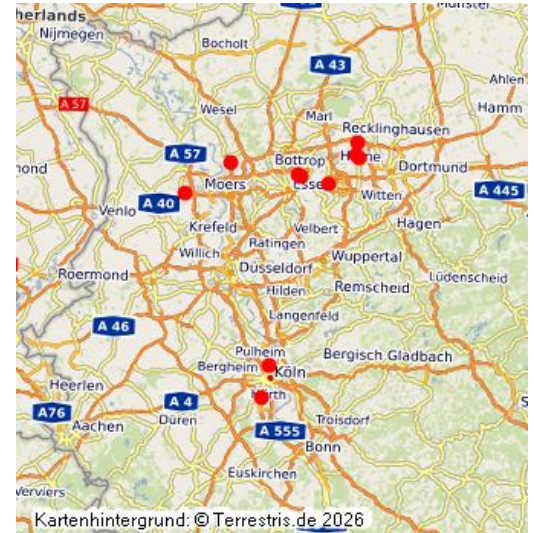 herlands
Nijmegen
Bocholt
Münster
A 43
Ahlen
A 57
Wesel
Marl
Hamm
Recklinghausen
A 57
Bottrop
Dortmund
Moers
Essen
Witten
A 445
Venlo
A 40
Krefeld
Velbert
Hagen
Ratingen
Willich
Wuppertal
Roermond
Düsseldorf
Lüdenscheid
Hilden
Remscheid
Langenfeld
A 46
Pulheim
Bergisch Gladbach
Bergheim
Köln
Heerlen
A76
A 4
Hürth
Düren
Troisdorf
Aachen
A 555
Bonn
Euskirchen
Verviers
Kartenhintergrund: © Terrestris.de 2026